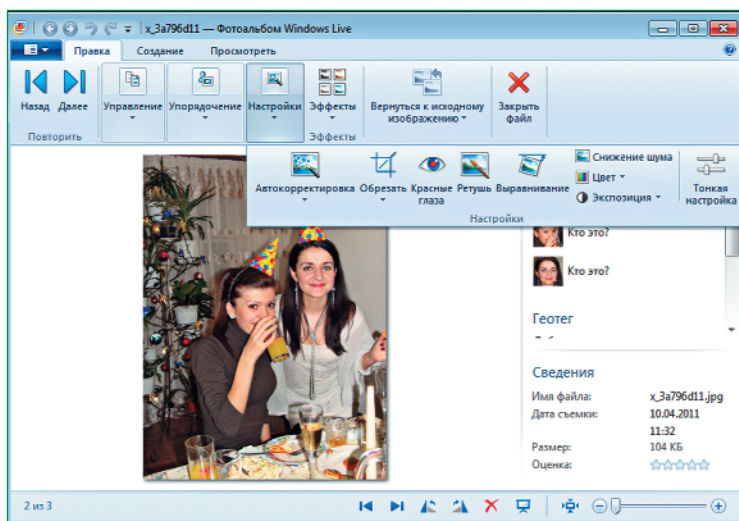 x_3a796d11 — Фотоальбом Windows Live
Правка Создание Просмотреть
Назад Далее
Управление Упорядочение Настройки Эффекты
Вернуться к исходному
изображению
Закрыть
файл
Повторить
Эффекты
Автокорректировка Обрезать Красные
глаза
Ретушь Выравнивание
Снижение шума
Цвет
Экспозиция
Тонкая
настройка
Настройки
Кто это?
Кто это?
Геотег
Сведения
Имя файла: x_3a796d11.jpg
Дата съемки: 10.04.2011
11:32
Размер: 104 КБ
Оценка:
2 из 3